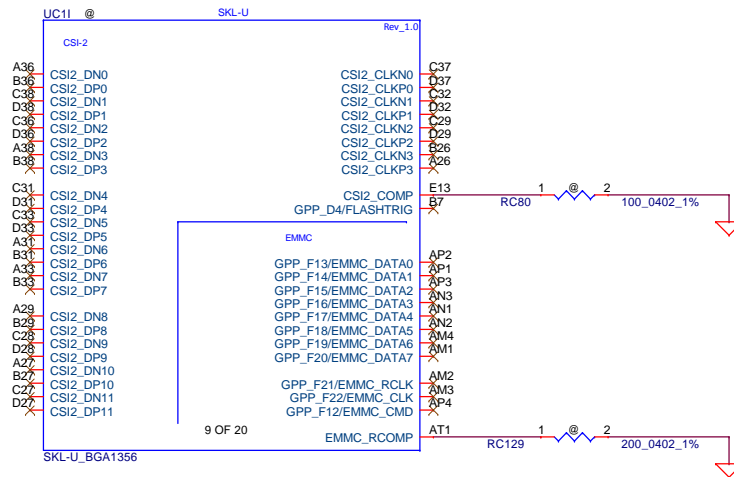 UC1I @ SKL-U
Rev_1.0
CSI-2
A36 CSI2_DN0 CSI2_CLKN0 C37
B36 CSI2_DP0 CSI2_CLKP0 D37
C38 CSI2_DN1 CSI2_CLKN1 C32
D38 CSI2_DP1 CSI2_CLKP1 D32
C36 CSI2_DN2 CSI2_CLKN2 C29
D36 CSI2_DP2 CSI2_CLKP2 D29
A38 CSI2_DN3 CSI2_CLKN3 B26
B38 CSI2_DP3 CSI2_CLKP3 A26
C31 CSI2_DN4 CSI2_COMP E13 RC80 1 @ 2 100_0402_1%
D31 CSI2_DP4 GPP_D4/FLASHTRIG B7
C33 CSI2_DN5
D33 CSI2_DP5
EMMC
A31 CSI2_DN6
B31 CSI2_DP6 GPP_F13/EMMC_DATA0 AP2
A33 CSI2_DN7 GPP_F14/EMMC_DATA1 AP1
B33 CSI2_DP7 GPP_F15/EMMC_DATA2 AP3
GPP_F16/EMMC_DATA3 AN3
A29 CSI2_DN8 GPP_F17/EMMC_DATA4 AN1
B29 CSI2_DP8 GPP_F18/EMMC_DATA5 AN2
C28 CSI2_DN9 GPP_F19/EMMC_DATA6 AM4
D28 CSI2_DP9 GPP_F20/EMMC_DATA7 AM1
A27 CSI2_DN10
B27 CSI2_DP10 GPP_F21/EMMC_RCLK AM2
C27 CSI2_DN11 GPP_F22/EMMC_CLK AM3
D27 CSI2_DP11 GPP_F12/EMMC_CMD AP4
9 OF 20
EMMC_RCOMP AT1 RC129 1 @ 2 200_0402_1%
SKL-U_BGA1356